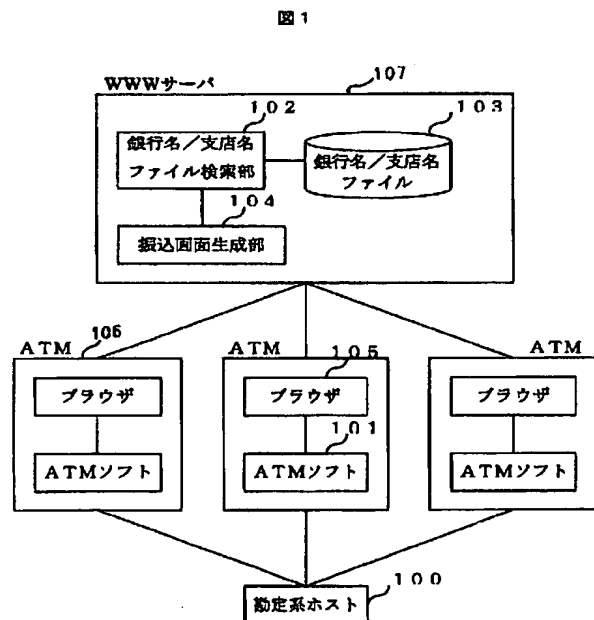 図1
WWWサーバ
107
102
103
銀行名/支店名
ファイル検索部
銀行名/支店名
ファイル
104
振込画面生成部
106
ATM
ATM
ATM
105
ブラウザ
ブラウザ
ブラウザ
101
ATMソフト
ATMソフト
ATMソフト
100
勘定系ホスト